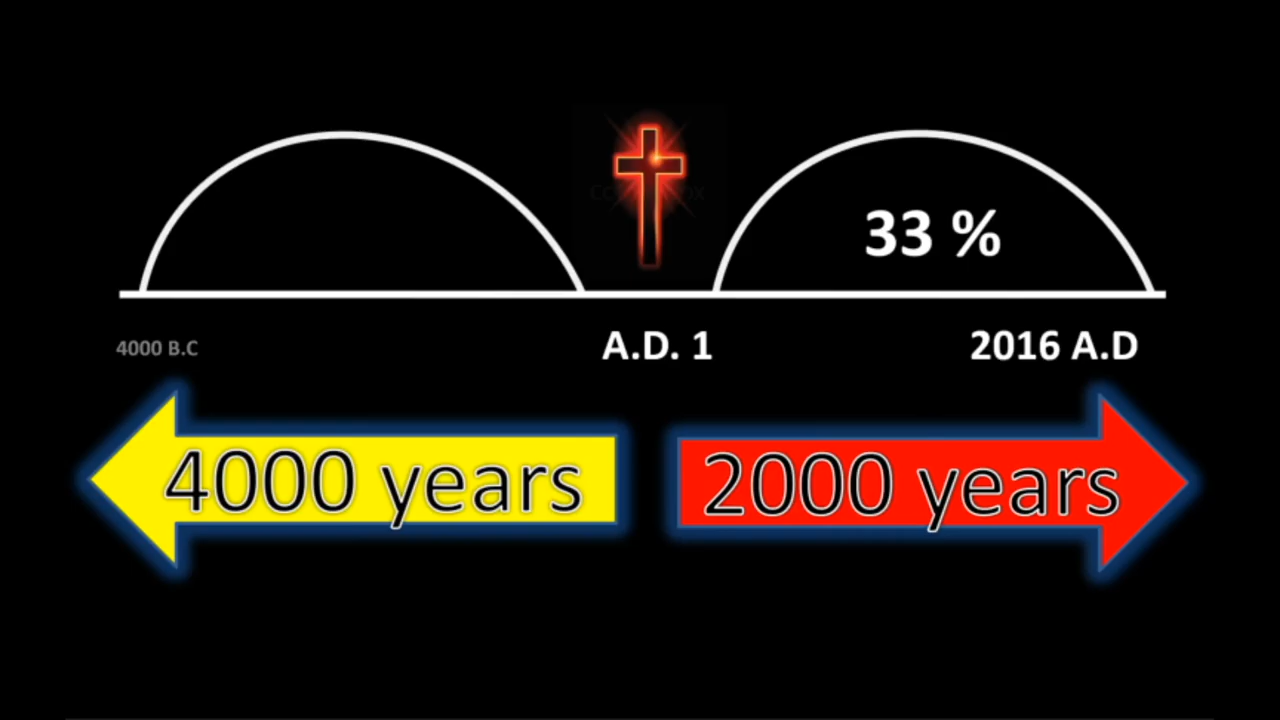 33 %
4000 B.C
A.D. 1
2016 A.D
4000 years
2000 years